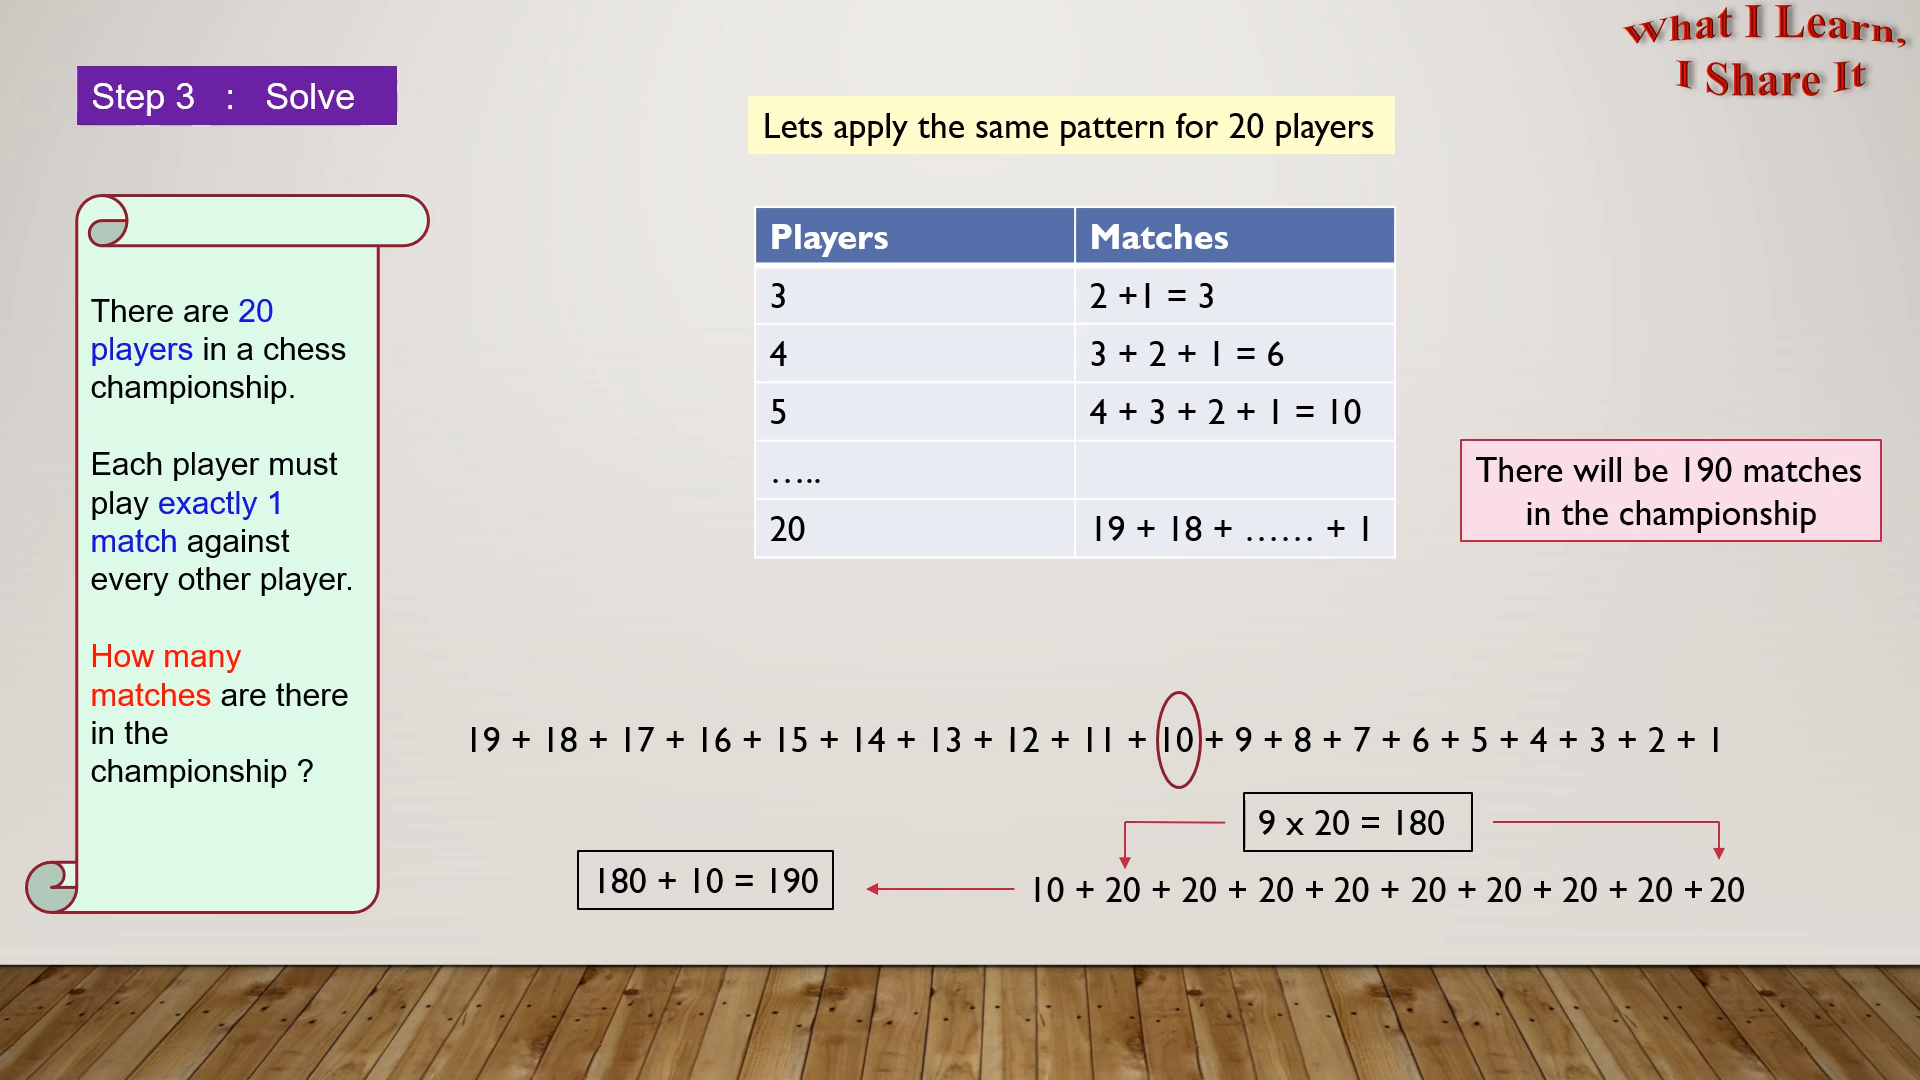 What I Learn,
I Share It
Step 3 : Solve
Lets apply the same pattern for 20 players
There are 20
players in a chess
championship.
Each player must
play exactly 1
match against
every other player.
How many
matches are there
in the
championship ?
Players Matches
3 2 +1 = 3
4 3 + 2 + 1 = 6
5 4 + 3 + 2 + 1 = 10
…..
20 19 + 18 + …… + 1
There will be 190 matches
in the championship
19 + 18 + 17 + 16 + 15 + 14 + 13 + 12 + 11 + 10 + 9 + 8 + 7 + 6 + 5 + 4 + 3 + 2 + 1
9 x 20 = 180
180 + 10 = 190
10 + 20 + 20 + 20 + 20 + 20 + 20 + 20 + 20 + 20